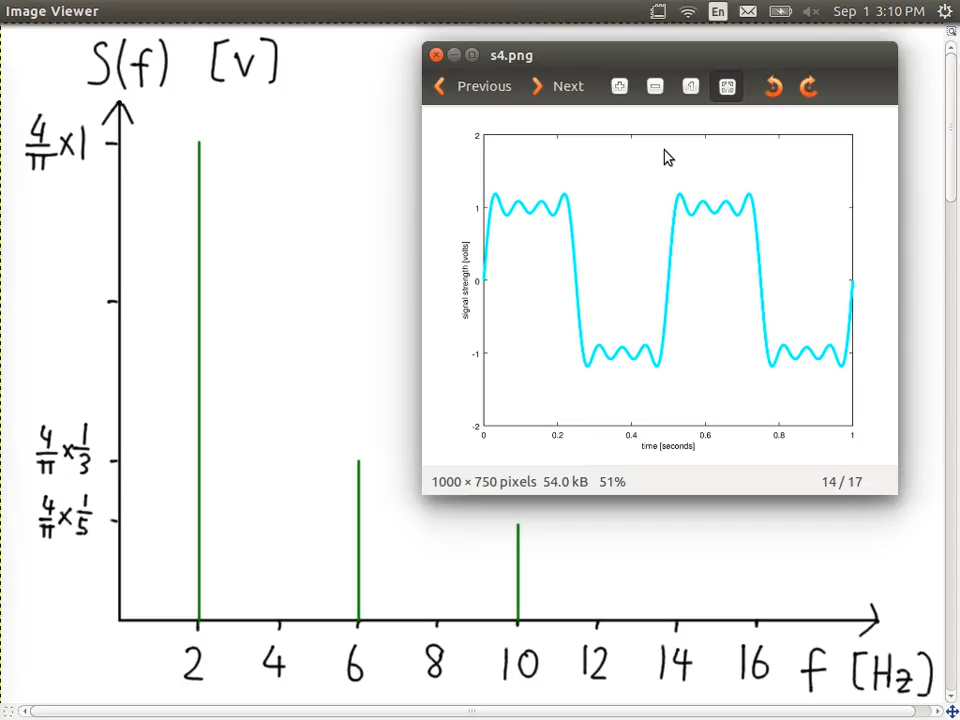 Image Viewer
En
Sep 1 3:10 PM
S(f) [V]
4/π × 1
4/π × 1/3
4/π × 1/5
2 4 6 8 10 12 14 16 f [Hz]
s4.png
Previous Next
2
1
0
-1
-2
signal strength [volts]
0 0.2 0.4 0.6 0.8 1
time [seconds]
1000 × 750 pixels 54.0 kB 51% 14 / 17